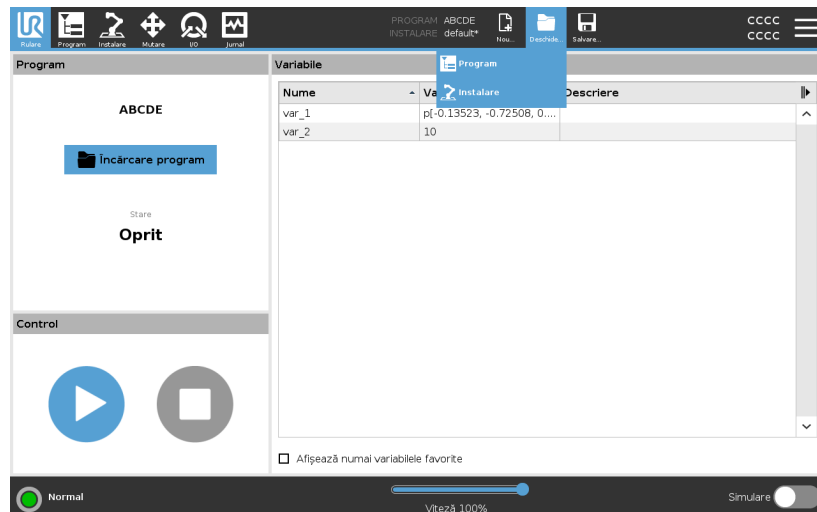 UR
Rulare
Program
Instalare
Mutare
I/O
Jurnal
PROGRAM ABCDE
INSTALARE default*
Nou...
Deschide...
Salvare...
CCCC
CCCC
Program
Instalare
Program
ABCDE
Încărcare program
Stare
Oprit
Control
Variabile
Nume Va Descriere
var_1 p[-0.13523, -0.72508, 0....
var_2 10
Afișează numai variabilele favorite
Normal
Viteză 100%
Simulare